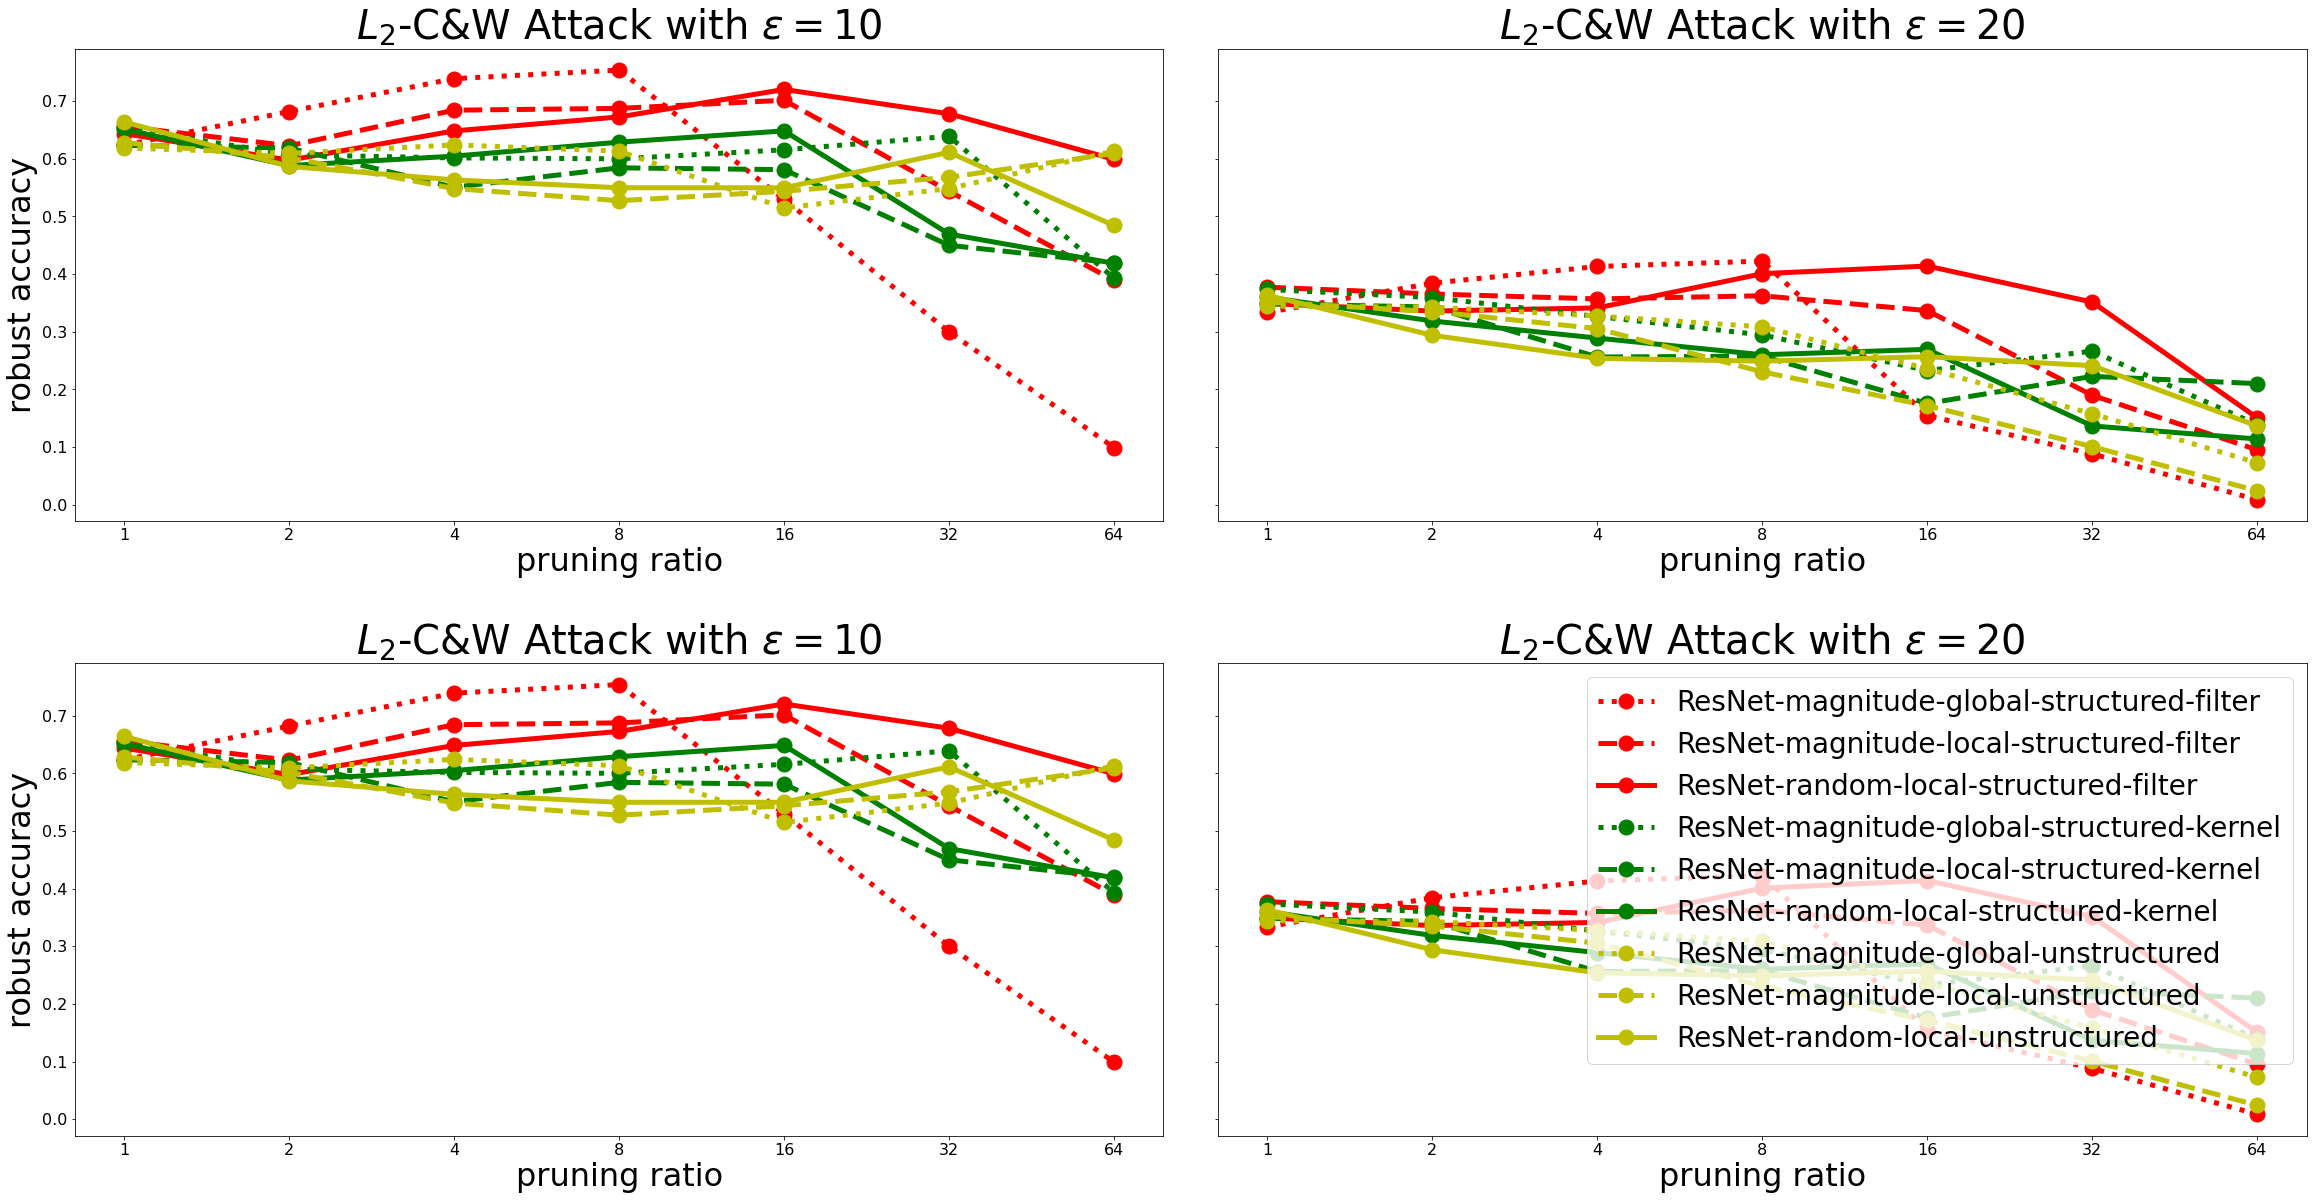 L₂-C&W Attack with ε = 10
L₂-C&W Attack with ε = 20
robust accuracy
0.7
0.6
0.5
0.4
0.3
0.2
0.1
0.0
1 2 4 8 16 32 64
1 2 4 8 16 32 64
pruning ratio
pruning ratio
L₂-C&W Attack with ε = 10
L₂-C&W Attack with ε = 20
robust accuracy
0.7
0.6
0.5
0.4
0.3
0.2
0.1
0.0
ResNet-magnitude-global-structured-filter
ResNet-magnitude-local-structured-filter
ResNet-random-local-structured-filter
ResNet-magnitude-global-structured-kernel
ResNet-magnitude-local-structured-kernel
ResNet-random-local-structured-kernel
ResNet-magnitude-global-unstructured
ResNet-magnitude-local-unstructured
ResNet-random-local-unstructured
1 2 4 8 16 32 64
1 2 4 8 16 32 64
pruning ratio
pruning ratio